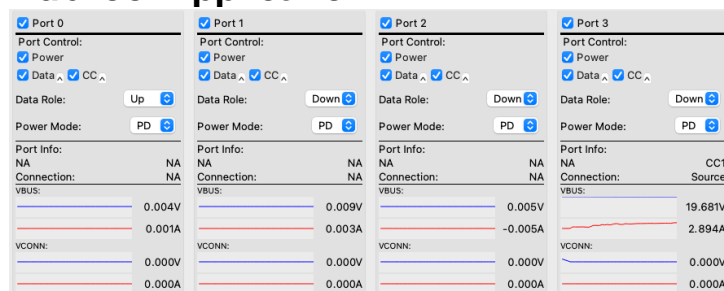 Port 0
Port Control:
Power
Data CC
Data Role: Up
Power Mode: PD
Port Info:
NA NA
Connection: NA
VBUS:
0.004V
0.001A
VCONN:
0.000V
0.000A
Port 1
Port Control:
Power
Data CC
Data Role: Down
Power Mode: PD
Port Info:
NA NA
Connection: NA
VBUS:
0.009V
0.003A
VCONN:
0.000V
0.000A
Port 2
Port Control:
Power
Data CC
Data Role: Down
Power Mode: PD
Port Info:
NA NA
Connection: NA
VBUS:
0.005V
-0.005A
VCONN:
0.000V
0.000A
Port 3
Port Control:
Power
Data CC
Data Role: Down
Power Mode: PD
Port Info:
NA CC1
Connection: Source
VBUS:
19.681V
2.894A
VCONN:
0.000V
0.000A